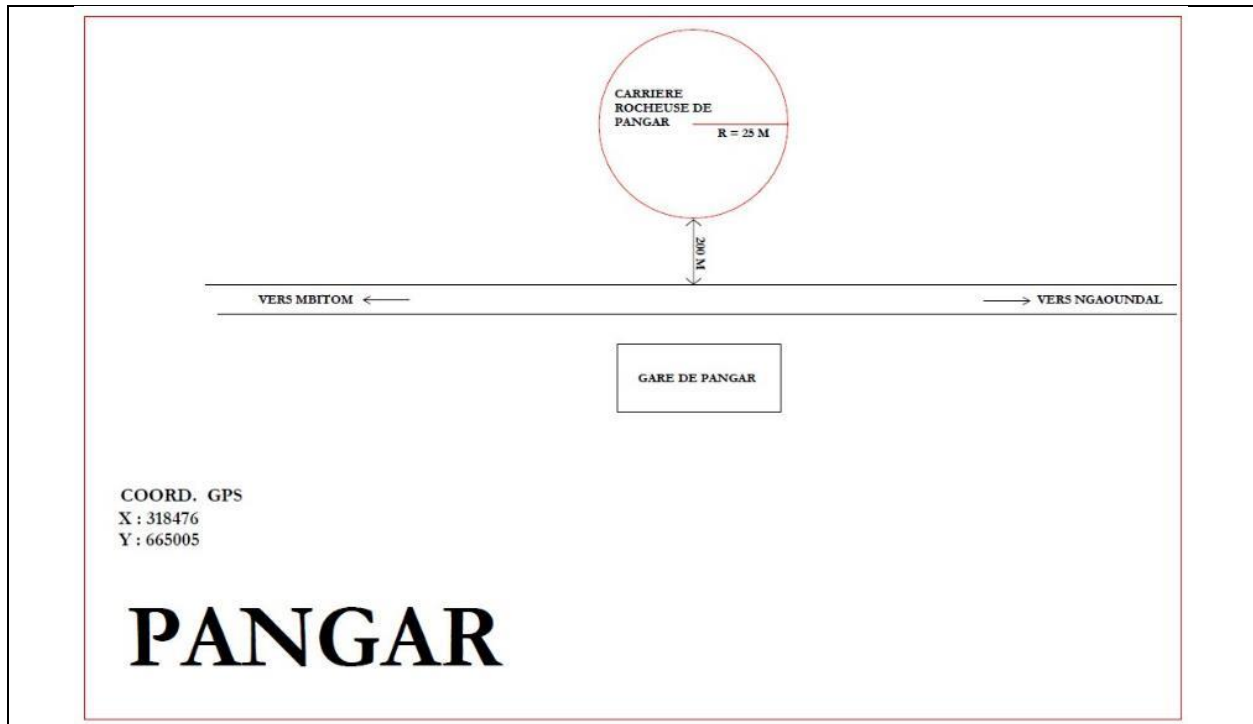 CARRIERE
ROCHEUSE DE
PANGAR
R = 25 M
200 M
VERS MBITOM
VERS NGAOUNDAL
GARE DE PANGAR
COORD. GPS
X : 318476
Y : 665005
PANGAR